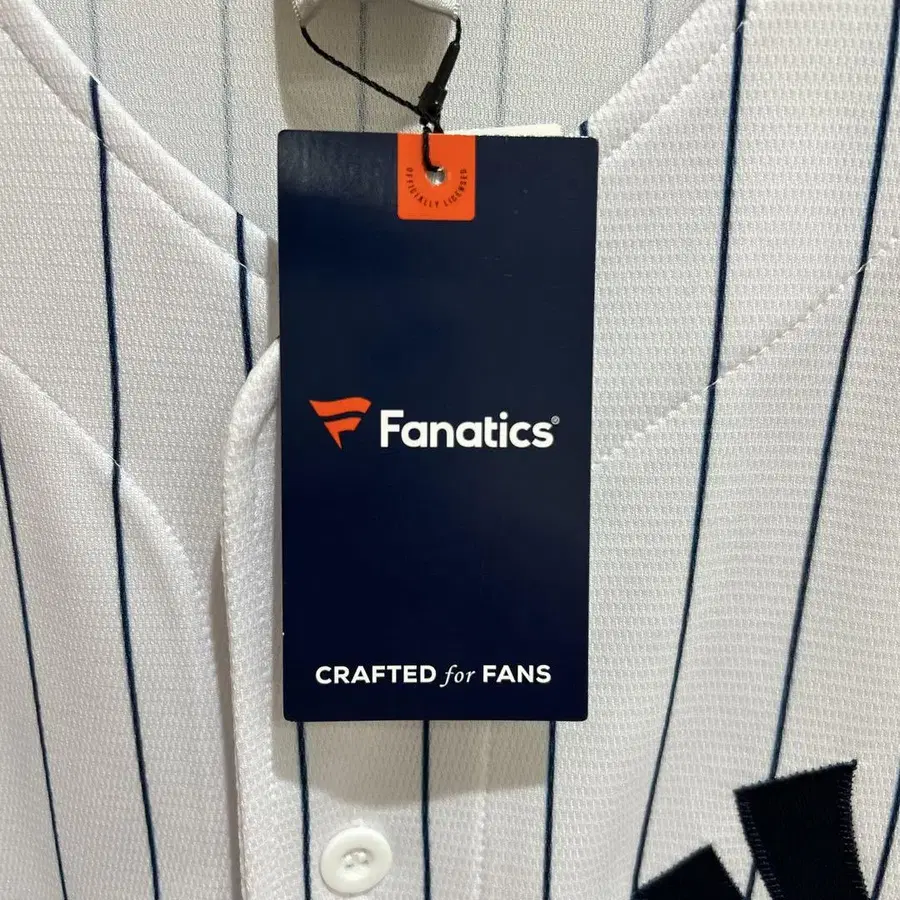 OFFICIALLY LICENSED
Fanatics®
CRAFTED for FANS